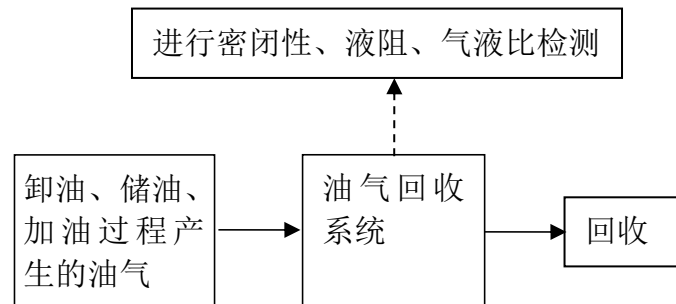 进行密闭性、液阻、气液比检测
卸油、储油、
加油过程产
生的油气
油气回收
系统
回收